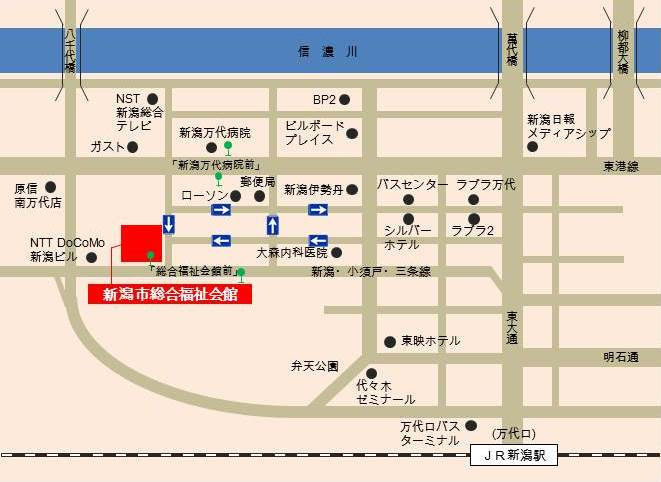 八千代橋
信濃川
萬代橋
柳都大橋
NST
新潟総合
テレビ
ガスト
新潟万代病院
「新潟万代病院前」
BP2
ビルボード
プレイス
新潟日報
メディアシップ
東港線
原信
南万代店
ローソン
郵便局
新潟伊勢丹
バスセンター
ラブラ万代
シルバー
ホテル
ラブラ2
NTT DoCoMo
新潟ビル
大森内科医院
「総合福祉会館前」
新潟・小須戸・三条線
新潟市総合福祉会館
東大通
東映ホテル
明石通
弁天公園
代々木
ゼミナール
万代口バス
ターミナル
(万代口)
JR新潟駅